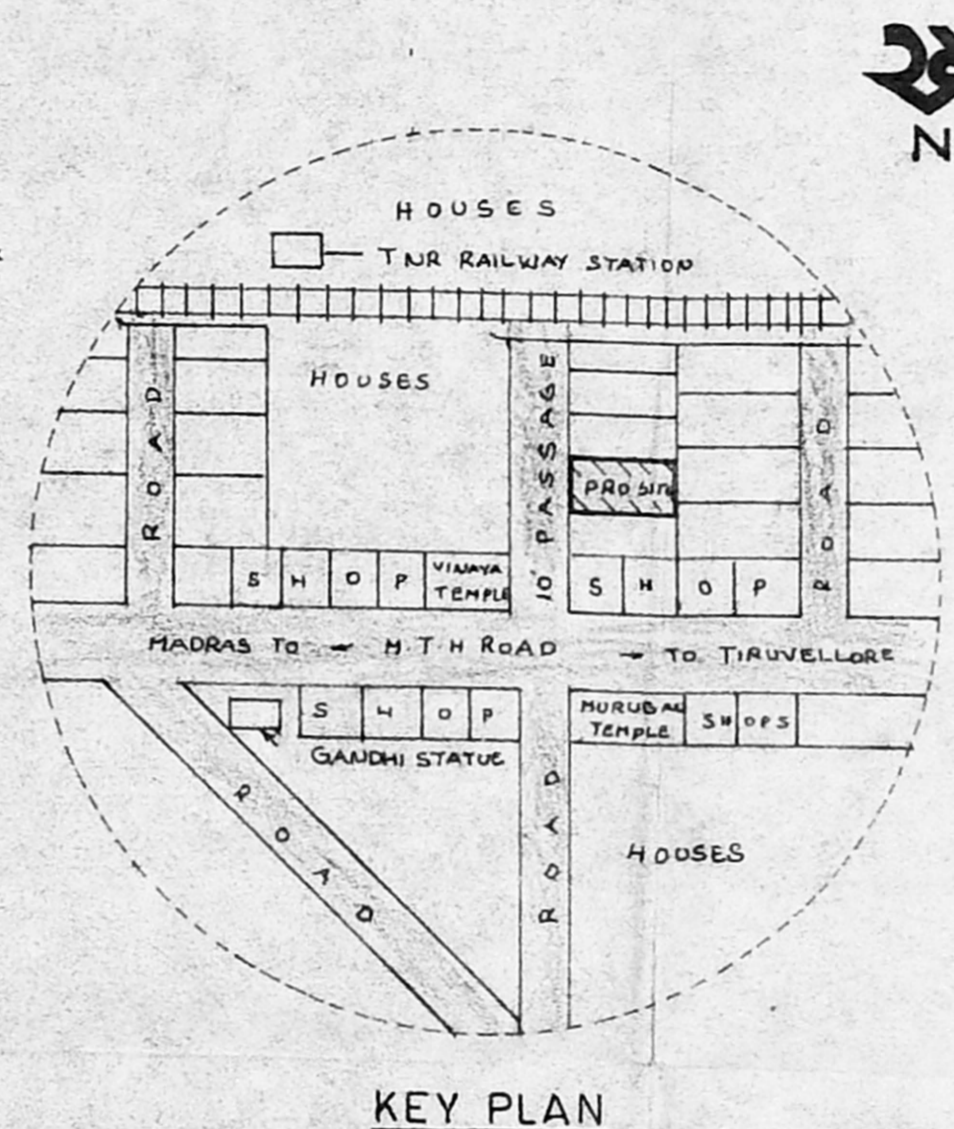 N
HOUSES
TNR RAILWAY STATION
HOUSES
ROAD
10' PASSAGE
ROAD
PRO SITE
SHOP
VINAYA
TEMPLE
SHOP
MADRAS TO M.T.H ROAD TO TIRUVELLORE
SHOP
MURUGAN
TEMPLE
SHOPS
GANDHI STATUE
ROAD
ROAD
HOUSES
KEY PLAN